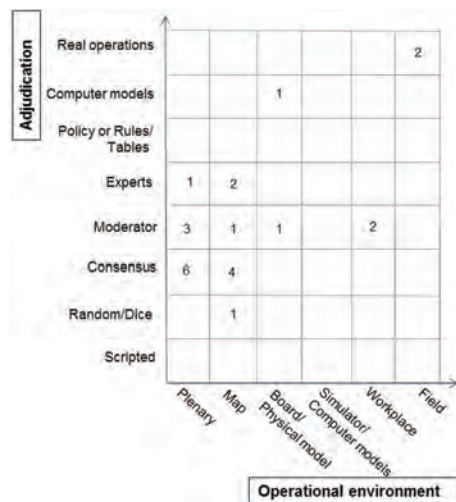 Adjudication
Real operations
2
Computer models
1
Policy or Rules/
Tables
Experts
1 2
Moderator
3 1 1 2
Consensus
6 4
Random/Dice
1
Scripted
Plenary
Map
Board/
Physical model
Simulator/
Computer models
Workplace
Field
Operational environment